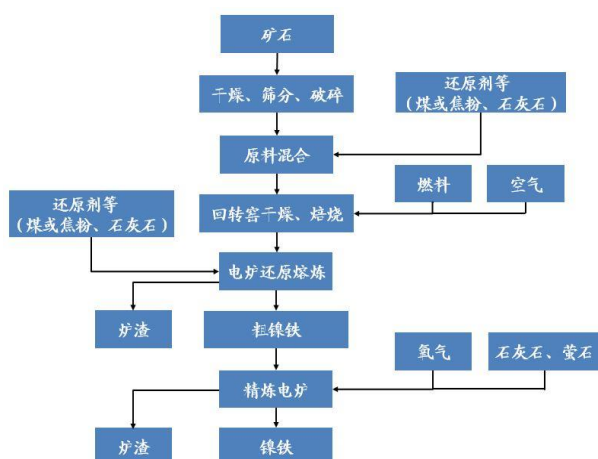 矿石
干燥、筛分、破碎
还原剂等
(煤或焦粉、石灰石)
原料混合
燃料
空气
还原剂等
(煤或焦粉、石灰石)
回转窑干燥、焙烧
电炉还原熔炼
炉渣
粗镍铁
氧气
石灰石、萤石
精炼电炉
炉渣
镍铁